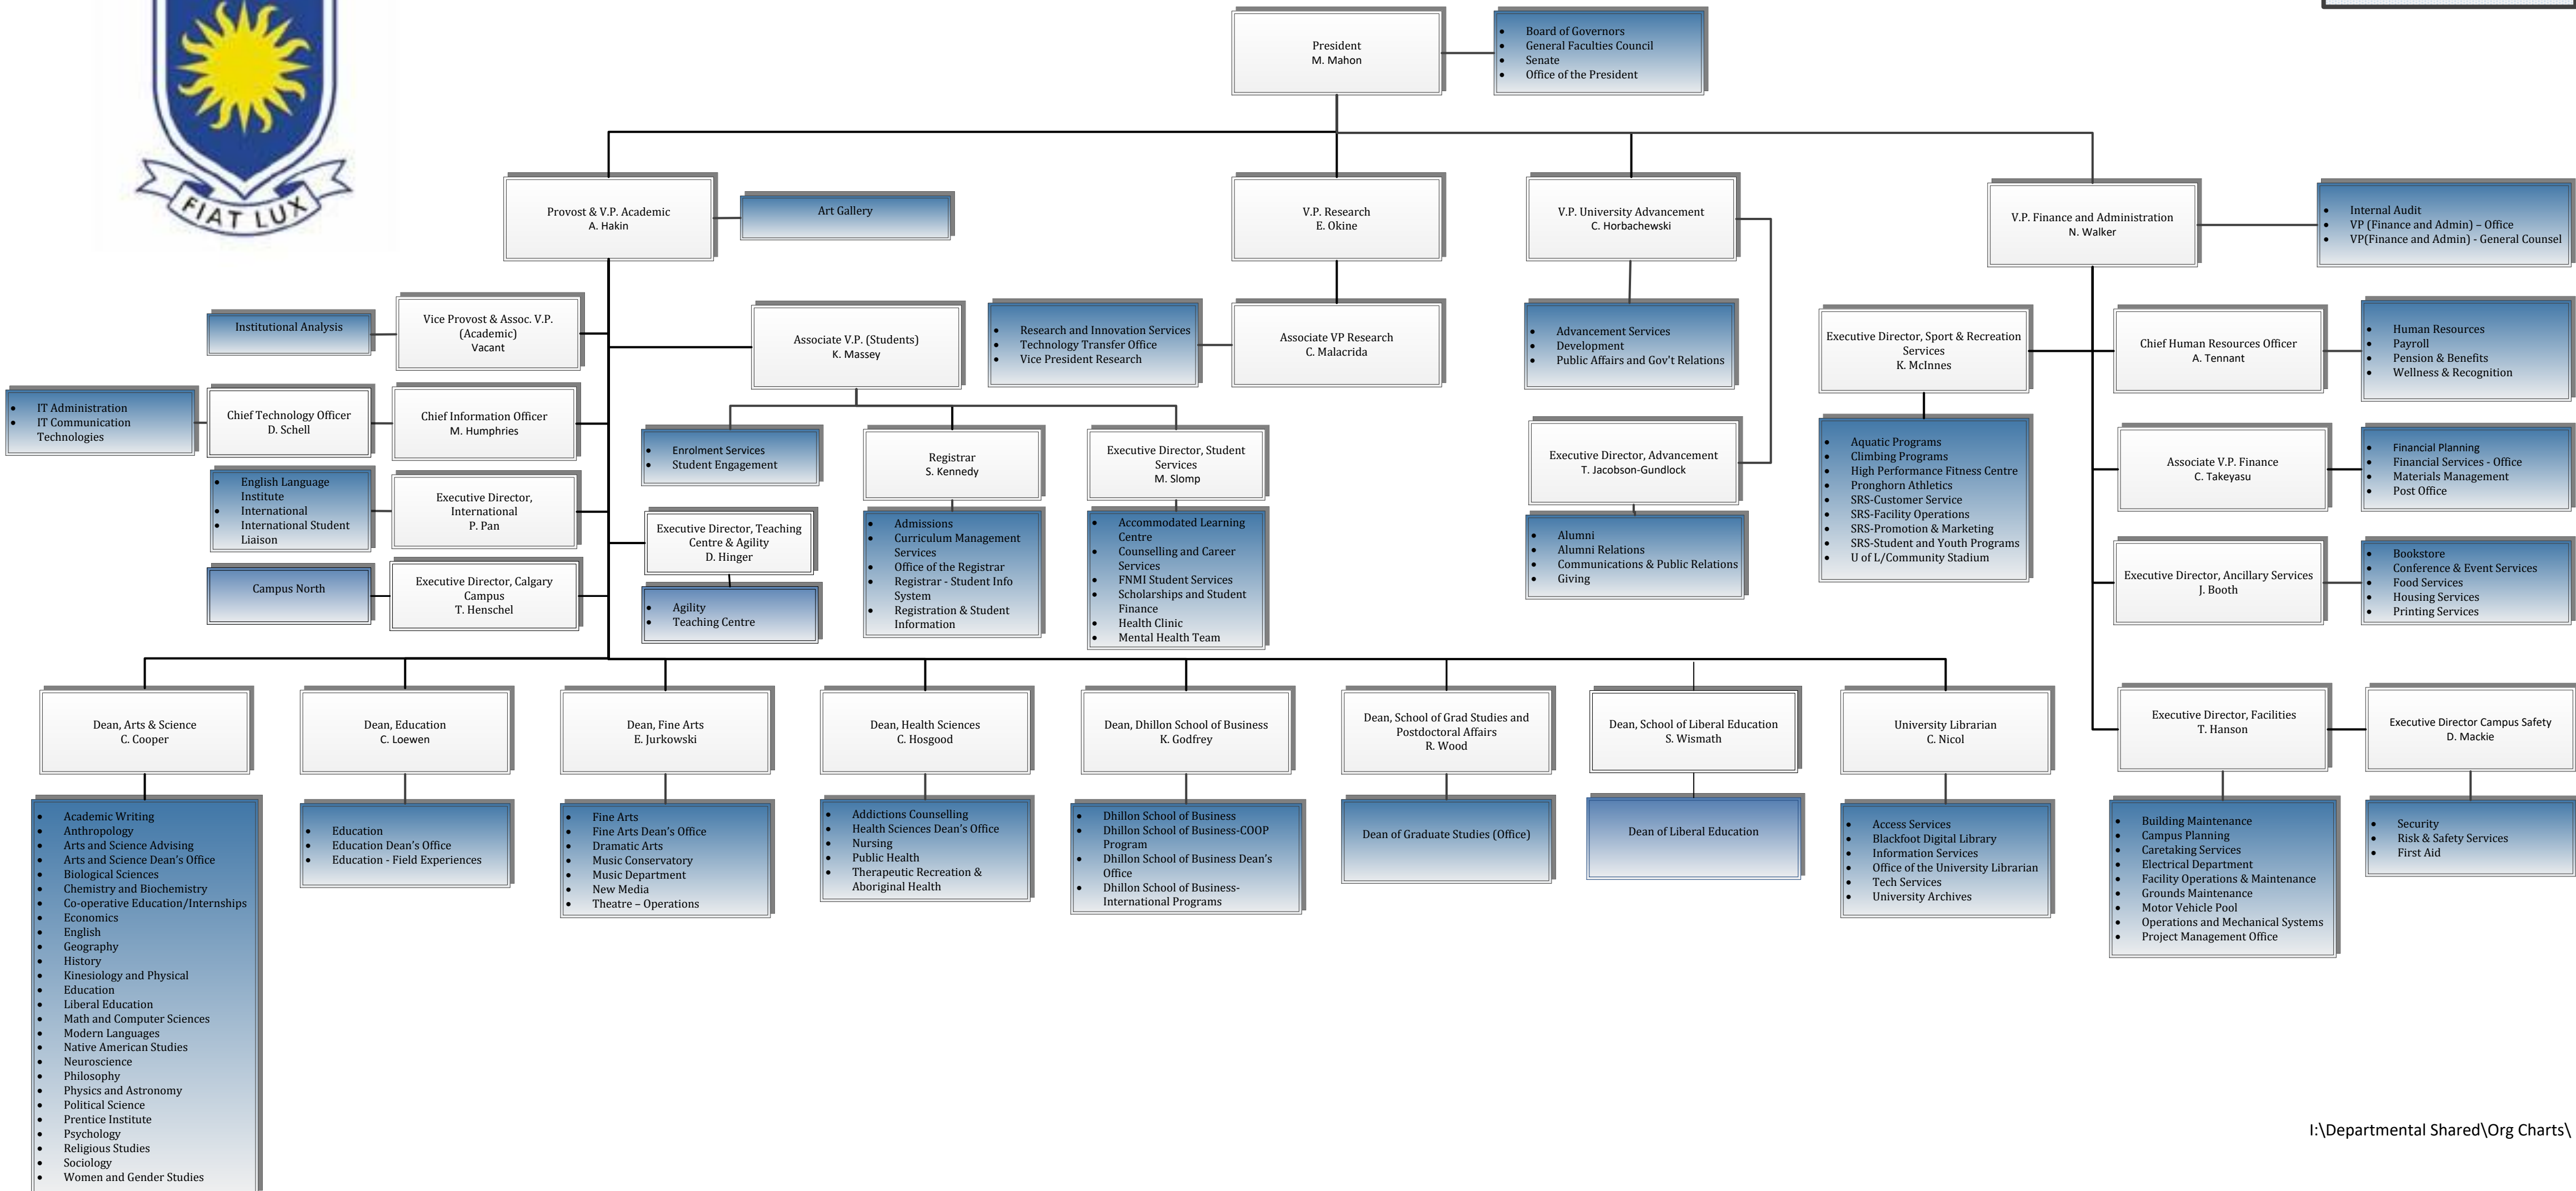 FIAT LUX
President
M. Mahon
• Board of Governors
• General Faculties Council
• Senate
• Office of the President
Provost & V.P. Academic
A. Hakin
Art Gallery
V.P. Research
E. Okine
V.P. University Advancement
C. Horbachewski
V.P. Finance and Administration
N. Walker
• Internal Audit
• VP (Finance and Admin) – Office
• VP(Finance and Admin) - General Counsel
Institutional Analysis
Vice Provost & Assoc. V.P.
(Academic)
Vacant
Associate V.P. (Students)
K. Massey
• Research and Innovation Services
• Technology Transfer Office
• Vice President Research
Associate VP Research
C. Malacrida
• Advancement Services
• Development
• Public Affairs and Gov't Relations
Executive Director, Sport & Recreation
Services
K. McInnes
Chief Human Resources Officer
A. Tennant
• Human Resources
• Payroll
• Pension & Benefits
• Wellness & Recognition
• IT Administration
• IT Communication
Technologies
Chief Technology Officer
D. Schell
Chief Information Officer
M. Humphries
• Enrolment Services
• Student Engagement
Registrar
S. Kennedy
Executive Director, Student
Services
M. Slomp
Executive Director, Advancement
T. Jacobson-Gundlock
• Aquatic Programs
• Climbing Programs
• High Performance Fitness Centre
• Pronghorn Athletics
• SRS-Customer Service
• SRS-Facility Operations
• SRS-Promotion & Marketing
• SRS-Student and Youth Programs
• U of L/Community Stadium
Associate V.P. Finance
C. Takeyasu
• Financial Planning
• Financial Services - Office
• Materials Management
• Post Office
• English Language
Institute
• International
• International Student
Liaison
Executive Director,
International
P. Pan
Executive Director, Teaching
Centre & Agility
D. Hinger
• Admissions
• Curriculum Management
Services
• Office of the Registrar
• Registrar - Student Info
System
• Registration & Student
Information
• Accommodated Learning
Centre
• Counselling and Career
Services
• FNMI Student Services
• Scholarships and Student
Finance
• Health Clinic
• Mental Health Team
• Alumni
• Alumni Relations
• Communications & Public Relations
• Giving
Executive Director, Ancillary Services
J. Booth
• Bookstore
• Conference & Event Services
• Food Services
• Housing Services
• Printing Services
Campus North
Executive Director, Calgary
Campus
T. Henschel
• Agility
• Teaching Centre
Dean, Arts & Science
C. Cooper
Dean, Education
C. Loewen
Dean, Fine Arts
E. Jurkowski
Dean, Health Sciences
C. Hosgood
Dean, Dhillon School of Business
K. Godfrey
Dean, School of Grad Studies and
Postdoctoral Affairs
R. Wood
Dean, School of Liberal Education
S. Wismath
University Librarian
C. Nicol
Executive Director, Facilities
T. Hanson
Executive Director Campus Safety
D. Mackie
• Academic Writing
• Anthropology
• Arts and Science Advising
• Arts and Science Dean's Office
• Biological Sciences
• Chemistry and Biochemistry
• Co-operative Education/Internships
• Economics
• English
• Geography
• History
• Kinesiology and Physical
• Education
• Liberal Education
• Math and Computer Sciences
• Modern Languages
• Native American Studies
• Neuroscience
• Philosophy
• Physics and Astronomy
• Political Science
• Prentice Institute
• Psychology
• Religious Studies
• Sociology
• Women and Gender Studies
• Education
• Education Dean's Office
• Education - Field Experiences
• Fine Arts
• Fine Arts Dean's Office
• Dramatic Arts
• Music Conservatory
• Music Department
• New Media
• Theatre – Operations
• Addictions Counselling
• Health Sciences Dean's Office
• Nursing
• Public Health
• Therapeutic Recreation &
Aboriginal Health
• Dhillon School of Business
• Dhillon School of Business-COOP
Program
• Dhillon School of Business Dean's
Office
• Dhillon School of Business-
International Programs
Dean of Graduate Studies (Office)
Dean of Liberal Education
• Access Services
• Blackfoot Digital Library
• Information Services
• Office of the University Librarian
• Tech Services
• University Archives
• Building Maintenance
• Campus Planning
• Caretaking Services
• Electrical Department
• Facility Operations & Maintenance
• Grounds Maintenance
• Motor Vehicle Pool
• Operations and Mechanical Systems
• Project Management Office
• Security
• Risk & Safety Services
• First Aid
I:\Departmental Shared\Org Charts\